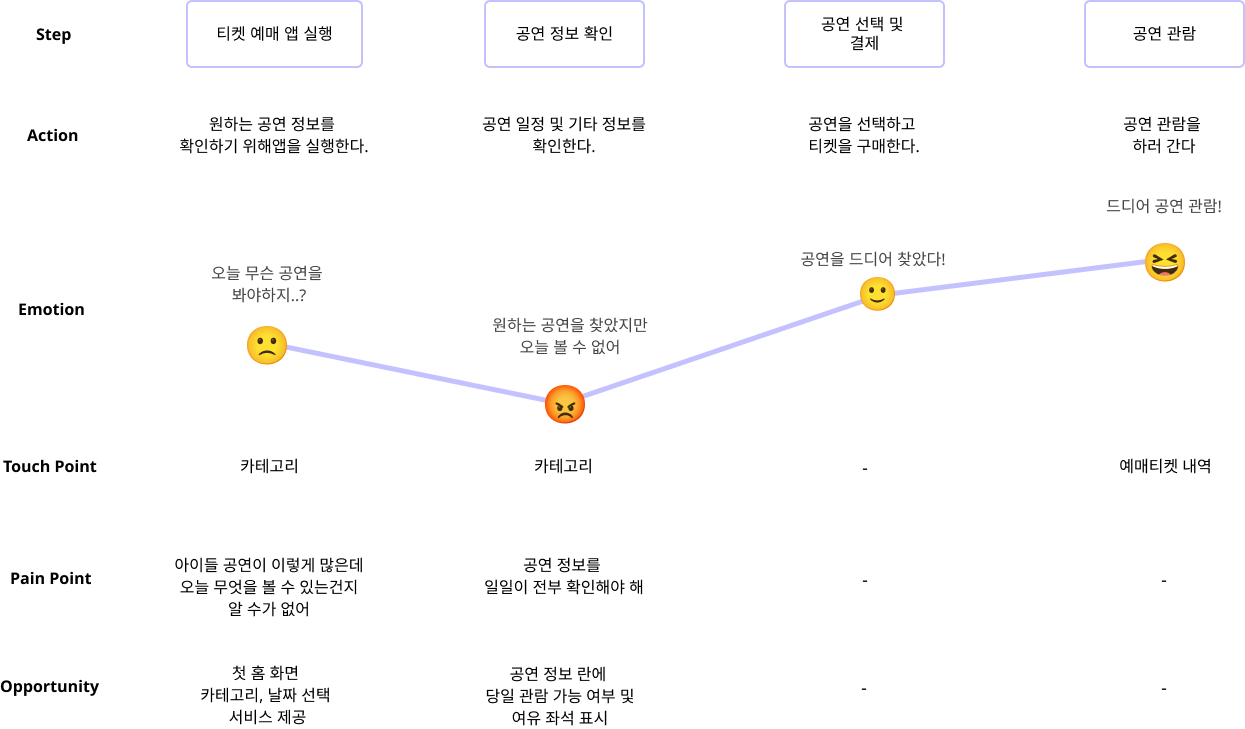 Step
티켓 예매 앱 실행
공연 정보 확인
공연 선택 및
결제
공연 관람
Action
원하는 공연 정보를
확인하기 위해앱을 실행한다.
공연 일정 및 기타 정보를
확인한다.
공연을 선택하고
티켓을 구매한다.
공연 관람을
하러 간다
Emotion
오늘 무슨 공연을
봐야하지..?
원하는 공연을 찾았지만
오늘 볼 수 없어
공연을 드디어 찾았다!
드디어 공연 관람!
Touch Point
카테고리
카테고리
-
예매티켓 내역
Pain Point
아이들 공연이 이렇게 많은데
오늘 무엇을 볼 수 있는건지
알 수가 없어
공연 정보를
일일이 전부 확인해야 해
-
-
Opportunity
첫 홈 화면
카테고리, 날짜 선택
서비스 제공
공연 정보 란에
당일 관람 가능 여부 및
여유 좌석 표시
-
-